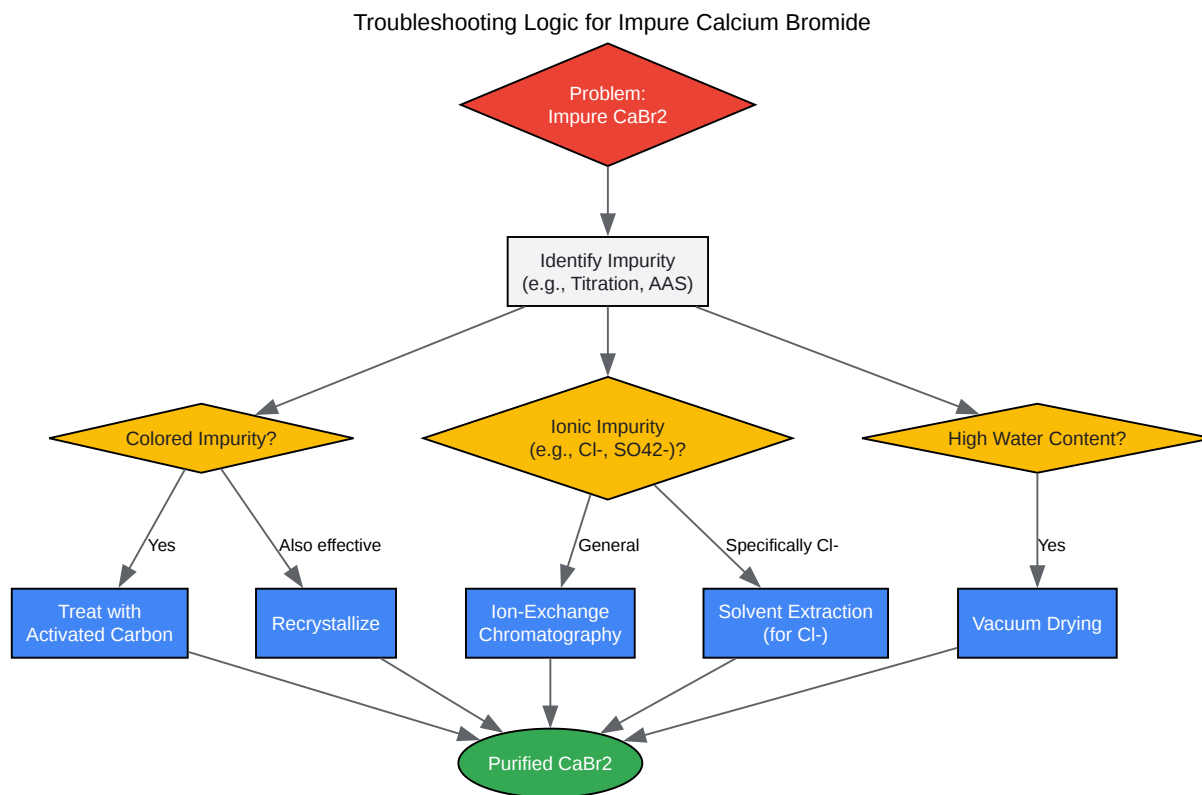 Troubleshooting Logic for Impure Calcium Bromide
Problem:
Impure CaBr2
Identify Impurity
(e.g., Titration, AAS)
Colored Impurity?
Ionic Impurity
(e.g., Cl-, SO42-)?
High Water Content?
Yes
Also effective
General
Specifically Cl-
Yes
Treat with
Activated Carbon
Recrystallize
Ion-Exchange
Chromatography
Solvent Extraction
(for Cl-)
Vacuum Drying
Purified CaBr2